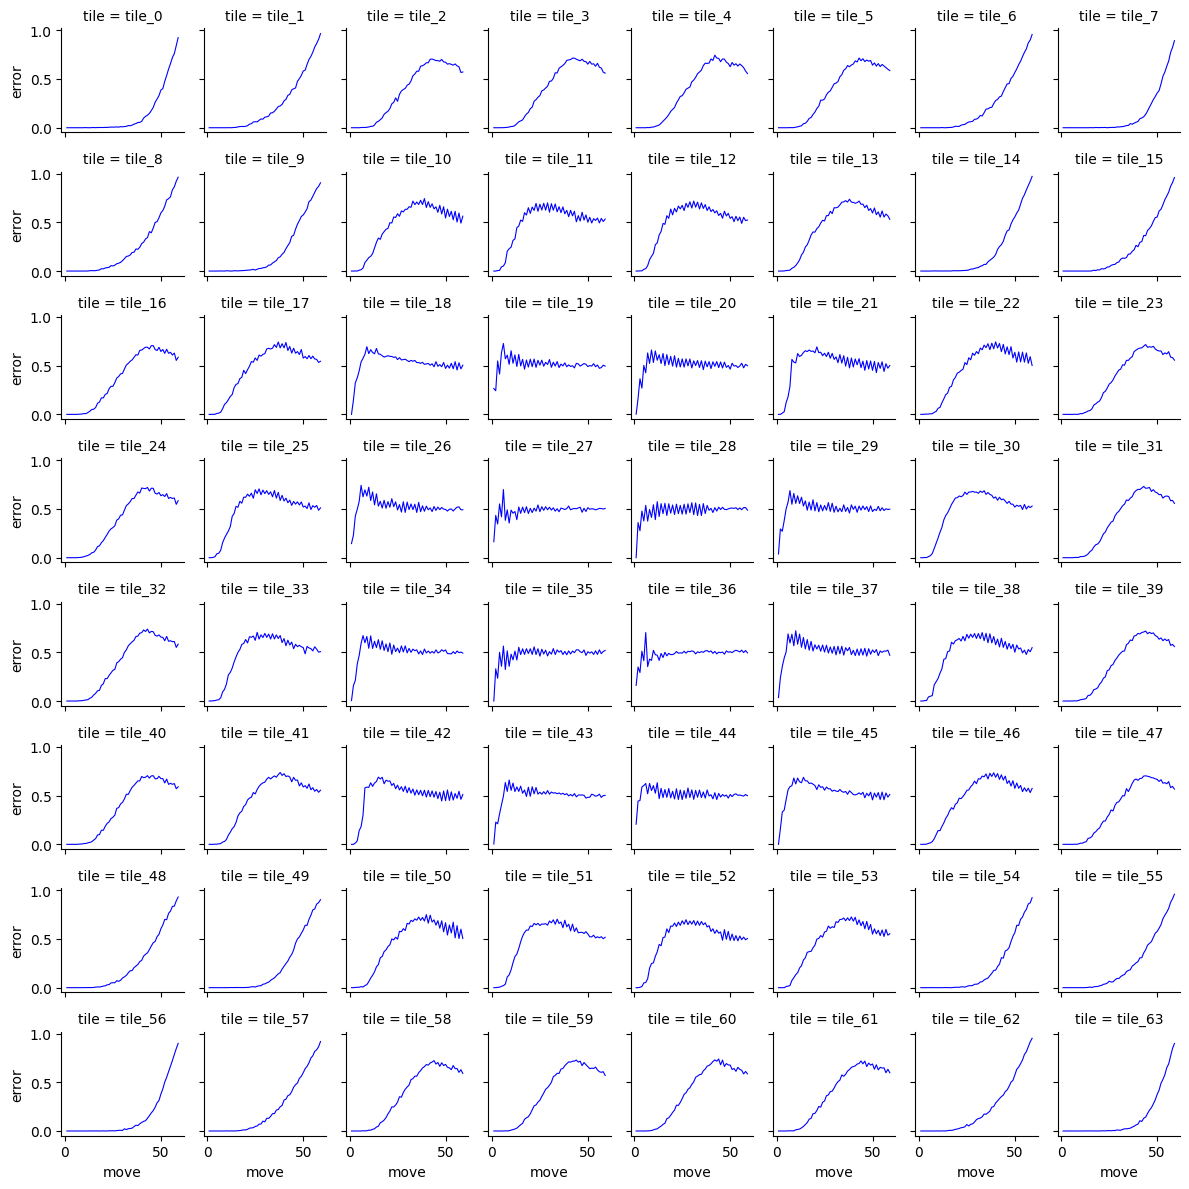 tile = tile_0 tile = tile_1 tile = tile_2 tile = tile_3 tile = tile_4 tile = tile_5 tile = tile_6 tile = tile_7
1.0
error
0.5
0.0
tile = tile_8 tile = tile_9 tile = tile_10 tile = tile_11 tile = tile_12 tile = tile_13 tile = tile_14 tile = tile_15
1.0
error
0.5
0.0
tile = tile_16 tile = tile_17 tile = tile_18 tile = tile_19 tile = tile_20 tile = tile_21 tile = tile_22 tile = tile_23
1.0
error
0.5
0.0
tile = tile_24 tile = tile_25 tile = tile_26 tile = tile_27 tile = tile_28 tile = tile_29 tile = tile_30 tile = tile_31
1.0
error
0.5
0.0
tile = tile_32 tile = tile_33 tile = tile_34 tile = tile_35 tile = tile_36 tile = tile_37 tile = tile_38 tile = tile_39
1.0
error
0.5
0.0
tile = tile_40 tile = tile_41 tile = tile_42 tile = tile_43 tile = tile_44 tile = tile_45 tile = tile_46 tile = tile_47
1.0
error
0.5
0.0
tile = tile_48 tile = tile_49 tile = tile_50 tile = tile_51 tile = tile_52 tile = tile_53 tile = tile_54 tile = tile_55
1.0
error
0.5
0.0
tile = tile_56 tile = tile_57 tile = tile_58 tile = tile_59 tile = tile_60 tile = tile_61 tile = tile_62 tile = tile_63
1.0
error
0.5
0.0
0 50 0 50 0 50 0 50 0 50 0 50 0 50 0 50
move move move move move move move move